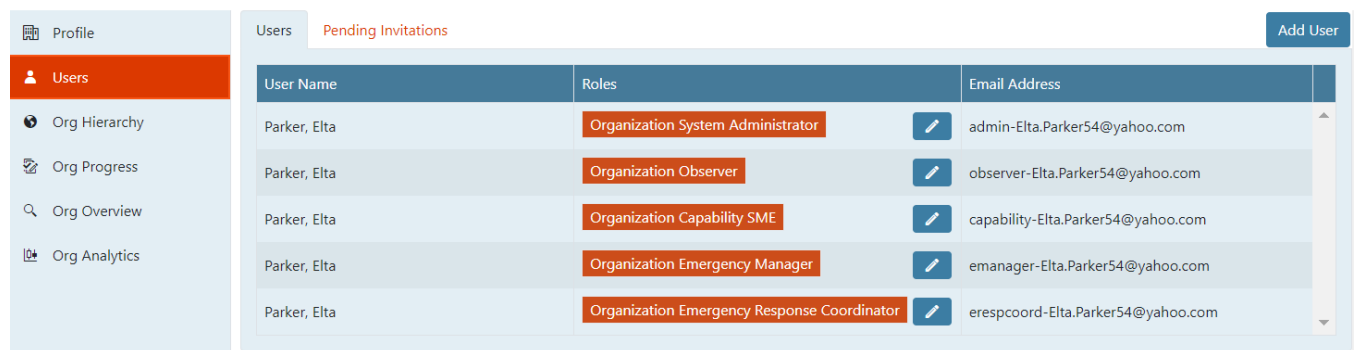 Profile
Users
Org Hierarchy
Org Progress
Org Overview
Org Analytics
Users Pending Invitations Add User
User Name Roles Email Address
Parker, Elta Organization System Administrator admin-Elta.Parker54@yahoo.com
Parker, Elta Organization Observer observer-Elta.Parker54@yahoo.com
Parker, Elta Organization Capability SME capability-Elta.Parker54@yahoo.com
Parker, Elta Organization Emergency Manager emanager-Elta.Parker54@yahoo.com
Parker, Elta Organization Emergency Response Coordinator erespcoord-Elta.Parker54@yahoo.com